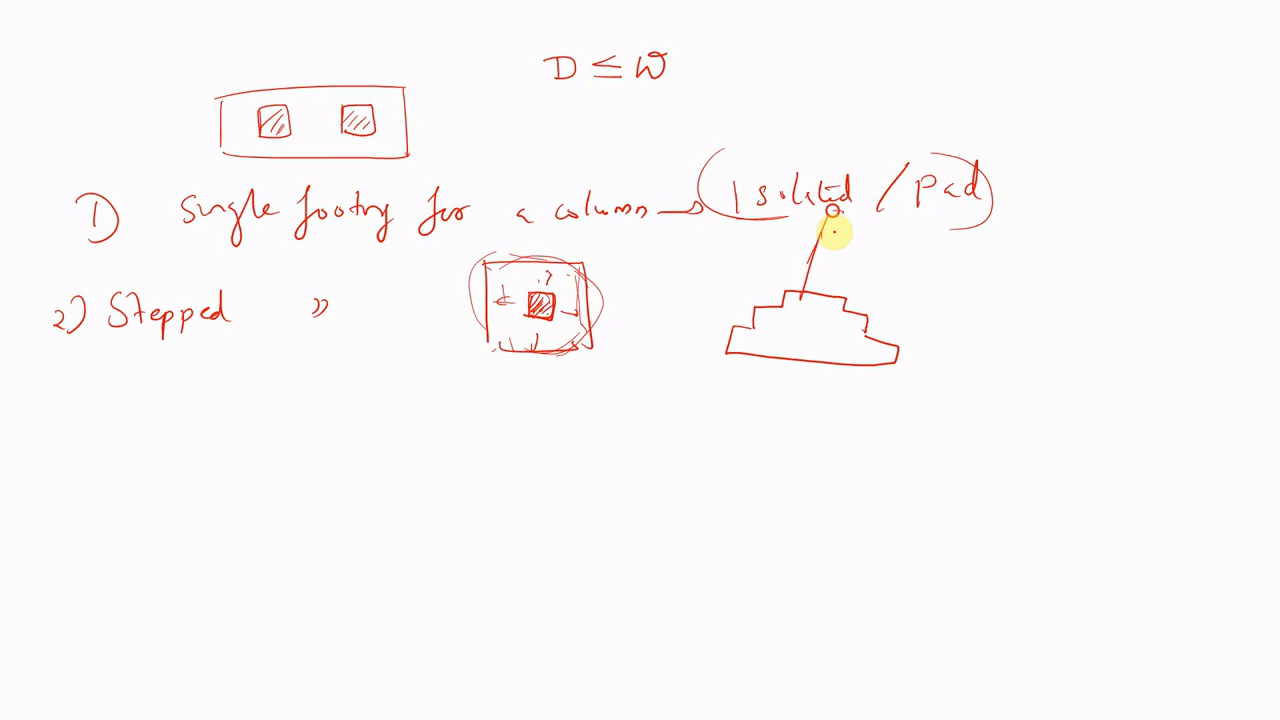 D ≤ W
1) Single footing for a column → (Isolated / Pad)
2) Stepped "